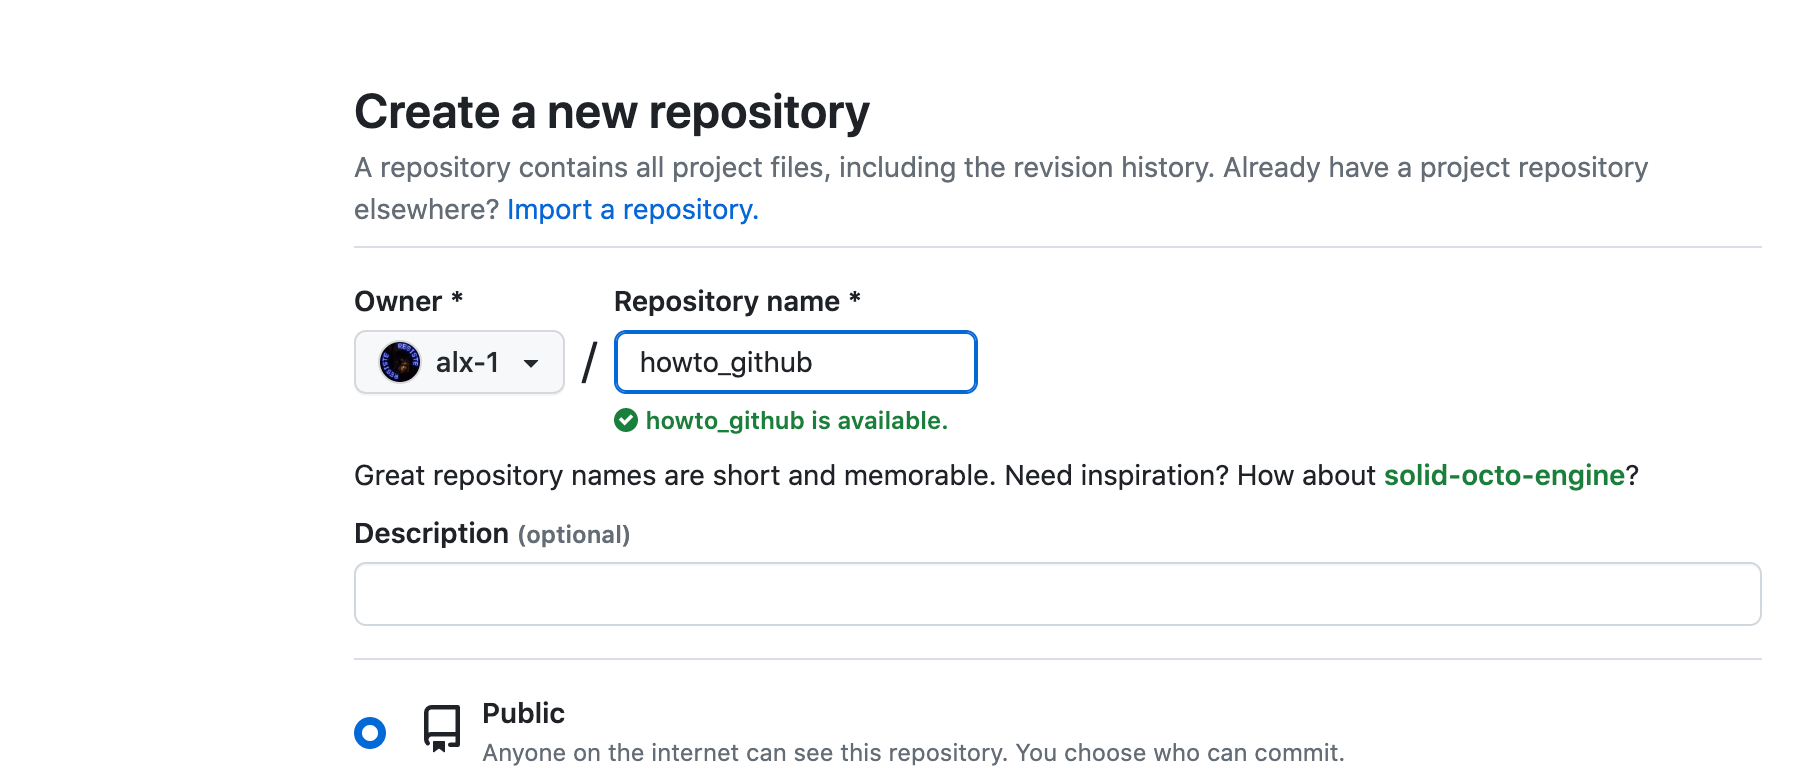 Create a new repository
A repository contains all project files, including the revision history. Already have a project repository
elsewhere? Import a repository.
Owner *
Repository name *
RESISTE RESISTE RESISTE
alx-1
/
howto_github
howto_github is available.
Great repository names are short and memorable. Need inspiration? How about solid-octo-engine?
Description (optional)
Public
Anyone on the internet can see this repository. You choose who can commit.